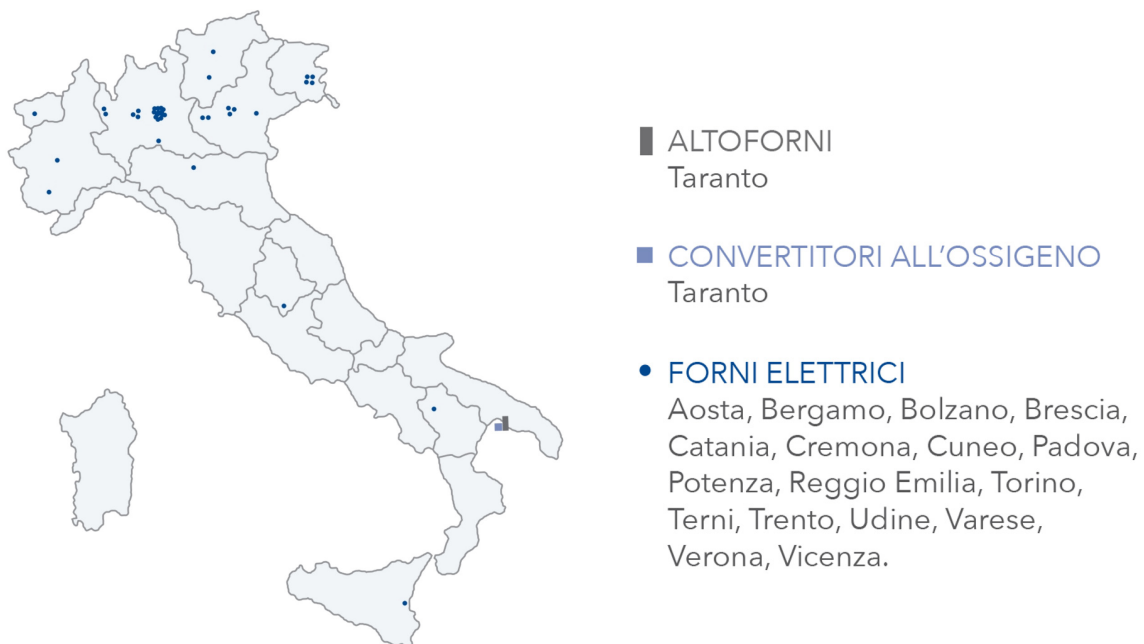 ALTOFORNI
Taranto
CONVERTITORI ALL’OSSIGENO
Taranto
FORNI ELETTRICI
Aosta, Bergamo, Bolzano, Brescia,
Catania, Cremona, Cuneo, Padova,
Potenza, Reggio Emilia, Torino,
Terni, Trento, Udine, Varese,
Verona, Vicenza.